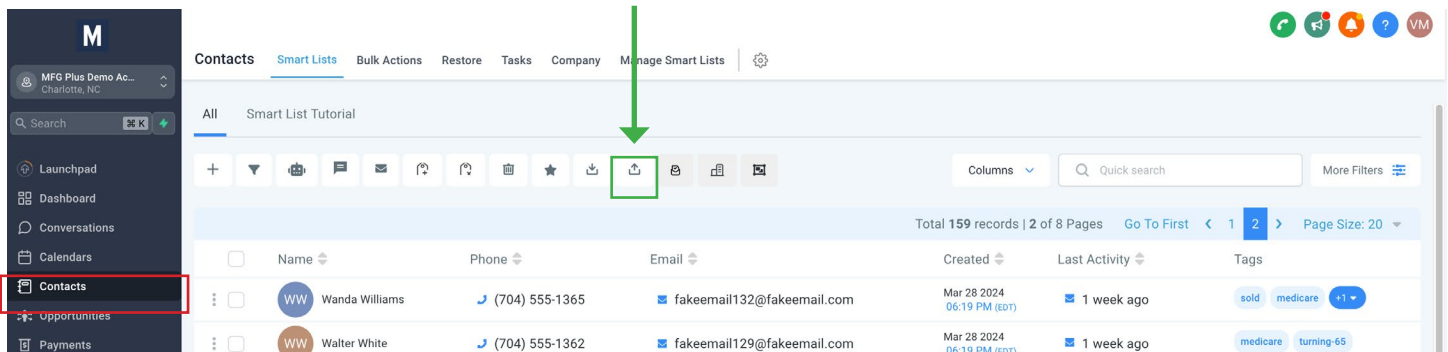 M
MFG Plus Demo Ac...
Charlotte, NC
Search ⌘ K
Launchpad
Dashboard
Conversations
Calendars
Contacts
Opportunities
Payments
? VM
Contacts Smart Lists Bulk Actions Restore Tasks Company Manage Smart Lists
All Smart List Tutorial
Columns Quick search More Filters
Total 159 records | 2 of 8 Pages Go To First 1 2 Page Size: 20
Name Phone Email Created Last Activity Tags
WW Wanda Williams (704) 555-1365 fakeemail132@fakeemail.com Mar 28 2024 1 week ago sold medicare +1
06:19 PM (EDT)
WW Walter White (704) 555-1362 fakeemail129@fakeemail.com Mar 28 2024 1 week ago medicare turning-65
06:19 PM (EDT)